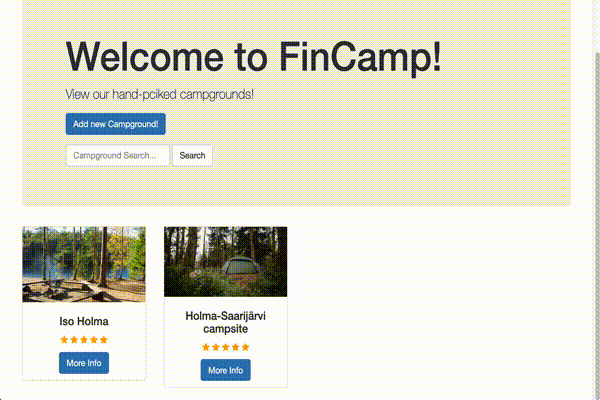 Welcome to FinCamp!
View our hand-pciked campgrounds!
Add new Campground!
Campground Search... Search
Iso Holma
More Info
Holma-Saarijärvi
campsite
More Info